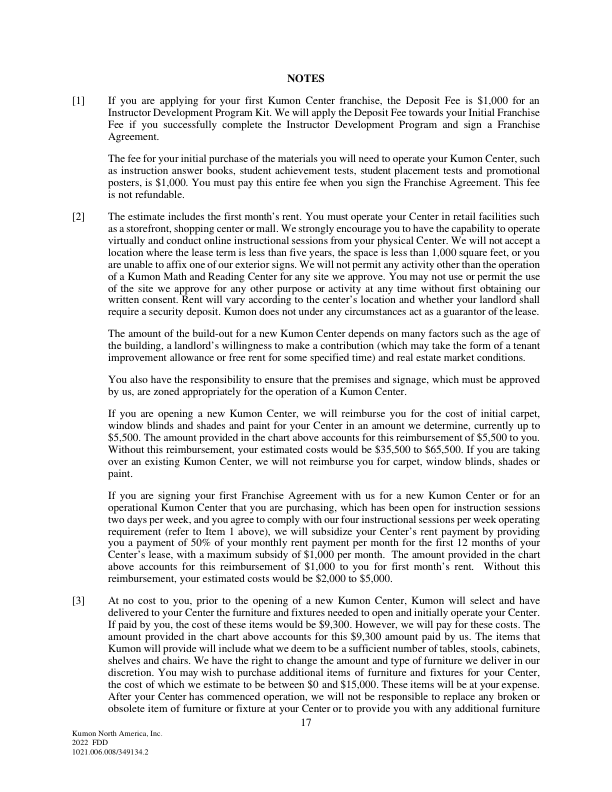 NOTES
[1] If you are applying for your first Kumon Center franchise, the Deposit Fee is $1,000 for an
Instructor Development Program Kit. We will apply the Deposit Fee towards your Initial Franchise
Fee if you successfully complete the Instructor Development Program and sign a Franchise
Agreement.
The fee for your initial purchase of the materials you will need to operate your Kumon Center, such
as instruction answer books, student achievement tests, student placement tests and promotional
posters, is $1,000. You must pay this entire fee when you sign the Franchise Agreement. This fee
is not refundable.
[2] The estimate includes the first month's rent. You must operate your Center in retail facilities such
as a storefront, shopping center or mall. We strongly encourage you to have the capability to operate
virtually and conduct online instructional sessions from your physical Center. We will not accept a
location where the lease term is less than five years, the space is less than 1,000 square feet, or you
are unable to affix one of our exterior signs. We will not permit any activity other than the operation
of a Kumon Math and Reading Center for any site we approve. You may not use or permit the use
of the site we approve for any other purpose or activity at any time without first obtaining our
written consent. Rent will vary according to the center's location and whether your landlord shall
require a security deposit. Kumon does not under any circumstances act as a guarantor of the lease.
The amount of the build-out for a new Kumon Center depends on many factors such as the age of
the building, a landlord's willingness to make a contribution (which may take the form of a tenant
improvement allowance or free rent for some specified time) and real estate market conditions.
You also have the responsibility to ensure that the premises and signage, which must be approved
by us, are zoned appropriately for the operation of a Kumon Center.
If you are opening a new Kumon Center, we will reimburse you for the cost of initial carpet,
window blinds and shades and paint for your Center in an amount we determine, currently up to
$5,500. The amount provided in the chart above accounts for this reimbursement of $5,500 to you.
Without this reimbursement, your estimated costs would be $35,500 to $65,500. If you are taking
over an existing Kumon Center, we will not reimburse you for carpet, window blinds, shades or
paint.
If you are signing your first Franchise Agreement with us for a new Kumon Center or for an
operational Kumon Center that you are purchasing, which has been open for instruction sessions
two days per week, and you agree to comply with our four instructional sessions per week operating
requirement (refer to Item 1 above), we will subsidize your Center's rent payment by providing
you a payment of 50% of your monthly rent payment per month for the first 12 months of your
Center's lease, with a maximum subsidy of $1,000 per month. The amount provided in the chart
above accounts for this reimbursement of $1,000 to you for first month's rent. Without this
reimbursement, your estimated costs would be $2,000 to $5,000.
[3] At no cost to you, prior to the opening of a new Kumon Center, Kumon will select and have
delivered to your Center the furniture and fixtures needed to open and initially operate your Center.
If paid by you, the cost of these items would be $9,300. However, we will pay for these costs. The
amount provided in the chart above accounts for this $9,300 amount paid by us. The items that
Kumon will provide will include what we deem to be a sufficient number of tables, stools, cabinets,
shelves and chairs. We have the right to change the amount and type of furniture we deliver in our
discretion. You may wish to purchase additional items of furniture and fixtures for your Center,
the cost of which we estimate to be between $0 and $15,000. These items will be at your expense.
After your Center has commenced operation, we will not be responsible to replace any broken or
obsolete item of furniture or fixture at your Center or to provide you with any additional furniture
17
Kumon North America, Inc.
2022 FDD
1021.006.008/349134.2